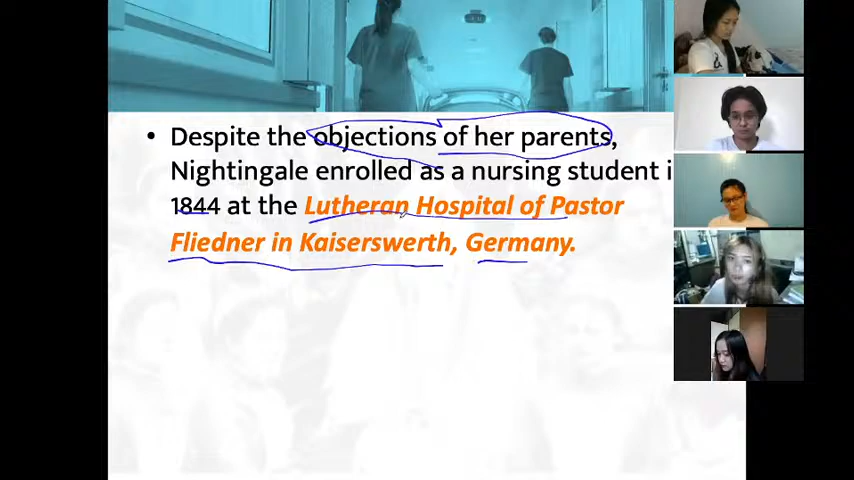 • Despite the objections of her parents,
Nightingale enrolled as a nursing student i
1844 at the Lutheran Hospital of Pastor
Fliedner in Kaiserswerth, Germany.